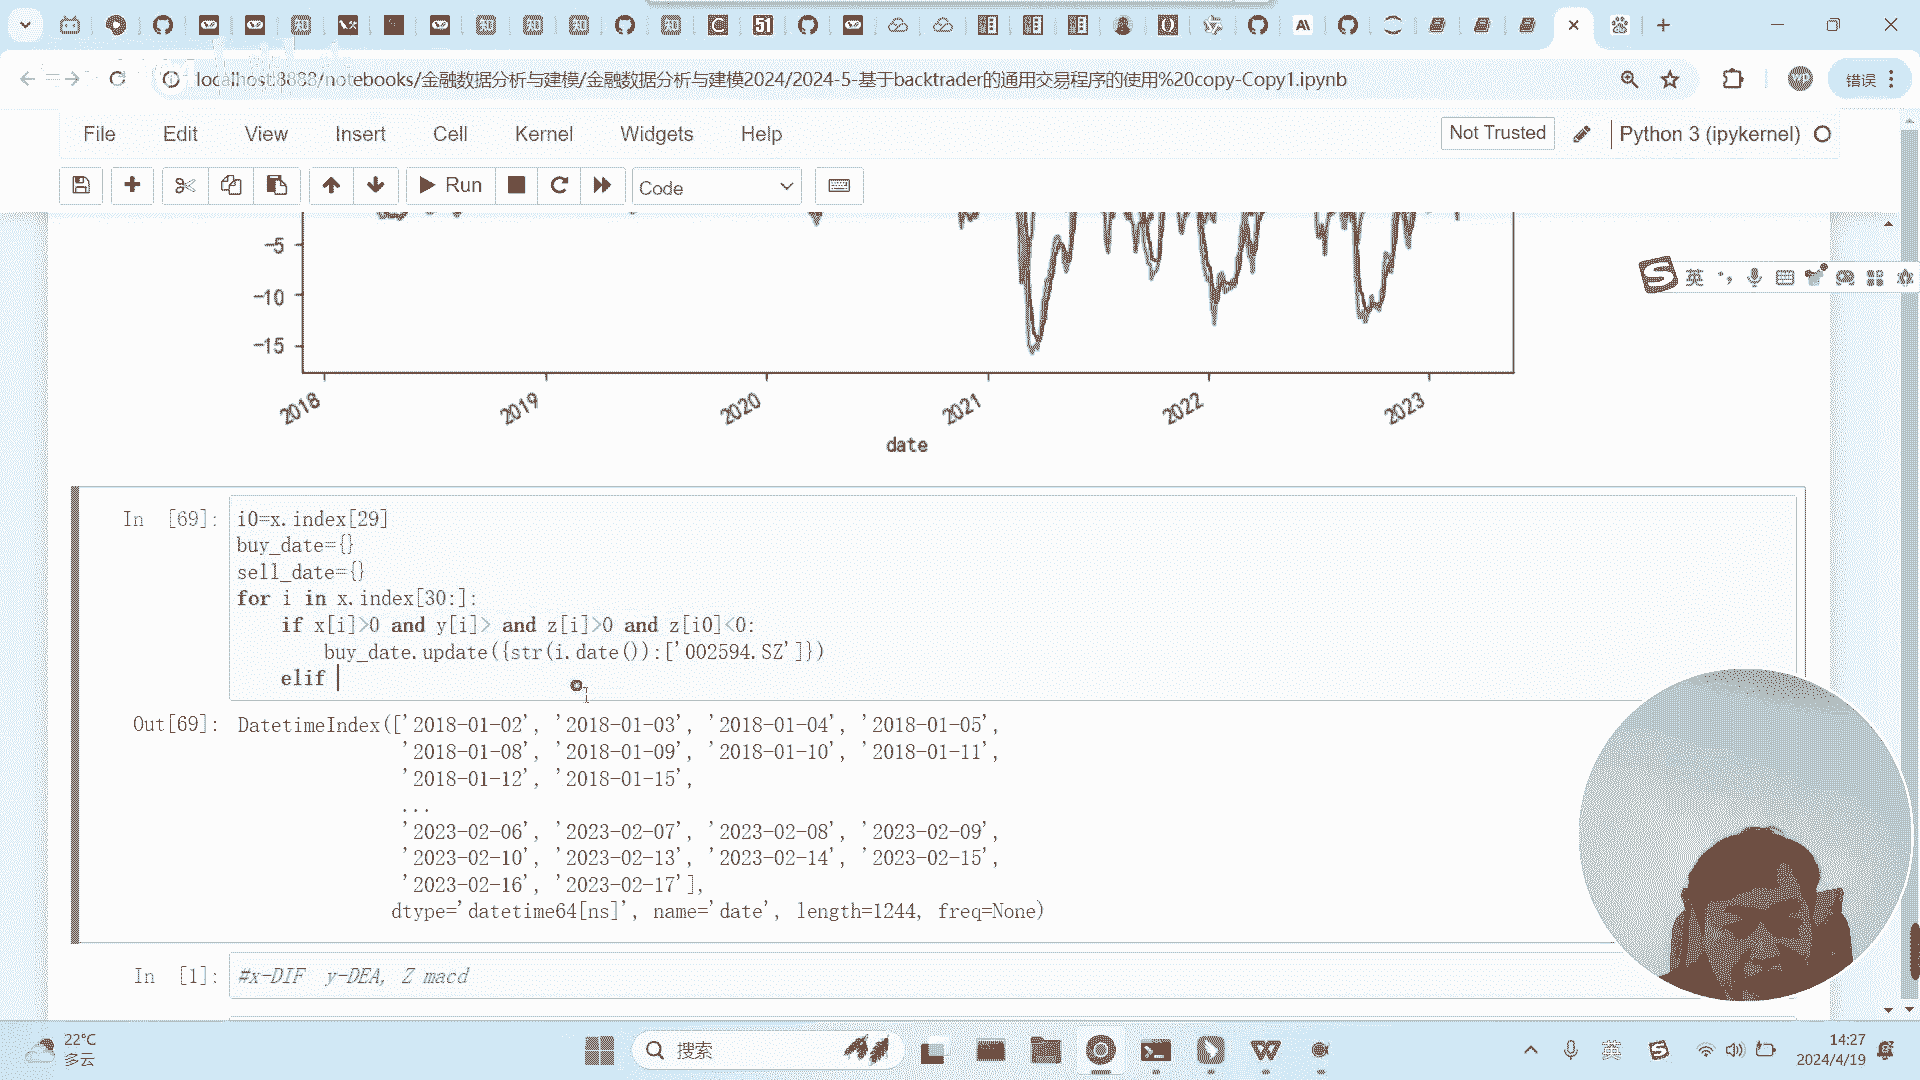 localhost:8888/notebooks/金融数据分析与建模/金融数据分析与建模2024/2024-5-基于backtrader的通用交易程序的使用%20copy-Copy1.ipynb
错误
File Edit View Insert Cell Kernel Widgets Help
Not Trusted
Python 3 (ipykernel)
Run
Code
英
-5
-10
-15
2018 2019 2020 2021 2022 2023
date
In [69]:
i0=x.index[29]
buy_date={}
sell_date={}
for i in x.index[30:]:
    if x[i]>0 and y[i]> and z[i]>0 and z[i0]<0:
        buy_date.update({str(i.date()):['002594.SZ']})
    elif
Out[69]: DatetimeIndex(['2018-01-02', '2018-01-03', '2018-01-04', '2018-01-05',
'2018-01-08', '2018-01-09', '2018-01-10', '2018-01-11',
'2018-01-12', '2018-01-15',
...
'2023-02-06', '2023-02-07', '2023-02-08', '2023-02-09',
'2023-02-10', '2023-02-13', '2023-02-14', '2023-02-15',
'2023-02-16', '2023-02-17'],
dtype='datetime64[ns]', name='date', length=1244, freq=None)
In [1]: #x-DIF y-DEA, Z macd
22°C
多云
搜索
英
14:27
2024/4/19